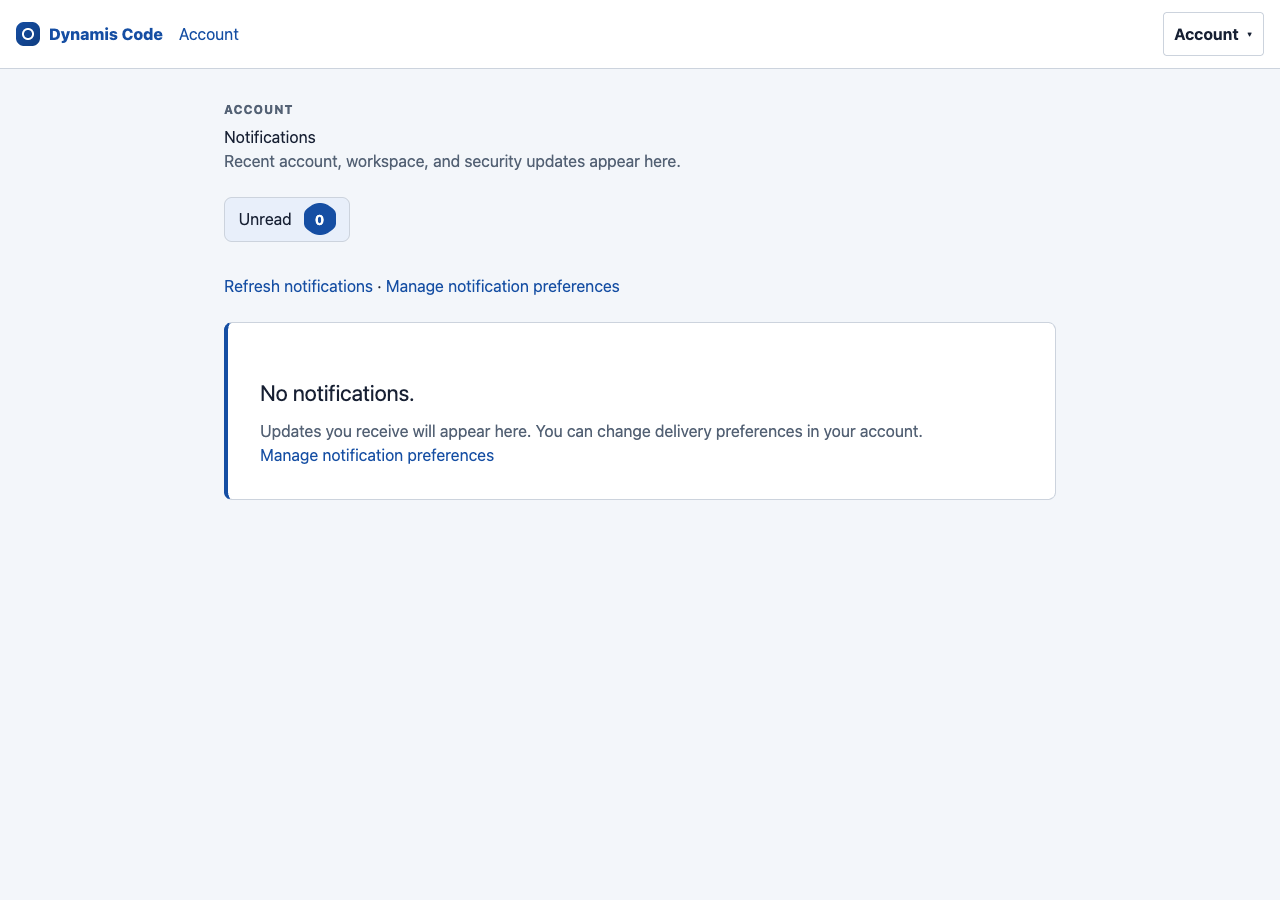 Dynamis Code Account Account ▾
ACCOUNT
Notifications
Recent account, workspace, and security updates appear here.
Unread 0
Refresh notifications · Manage notification preferences
No notifications.
Updates you receive will appear here. You can change delivery preferences in your account.
Manage notification preferences